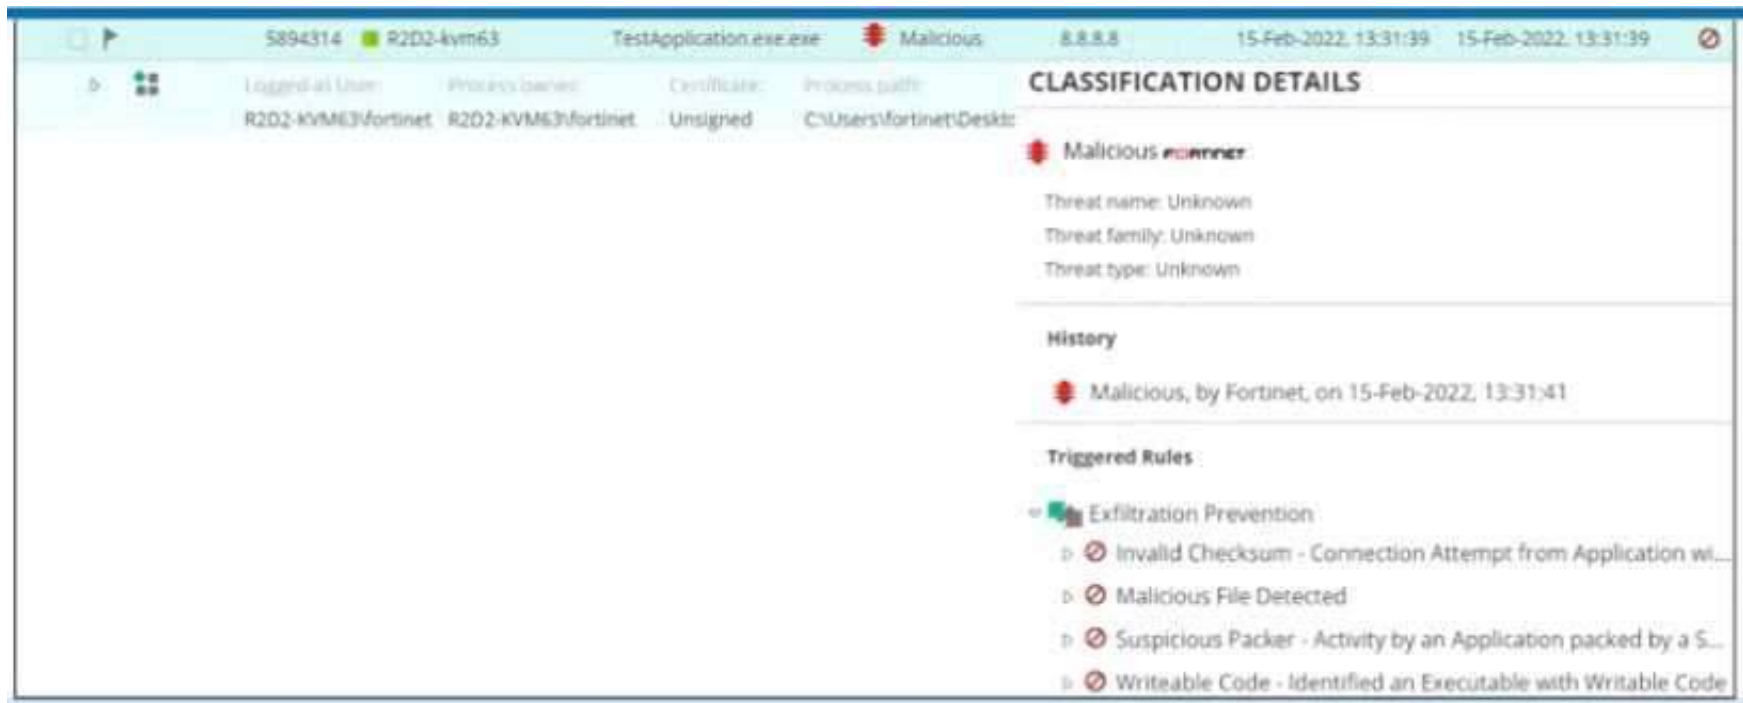 5894314 R2D2-kvm63 TestApplication.exe.exe Malicious 8.8.8.8 15-Feb-2022, 13:31:39 15-Feb-2022, 13:31:39
Logged-in User: Process owner: Certificate: Process path:
R2D2-KVM63\fortinet R2D2-KVM63\fortinet Unsigned C:\Users\fortinet\Deskto
CLASSIFICATION DETAILS
Malicious FORTINET
Threat name: Unknown
Threat family: Unknown
Threat type: Unknown
History
Malicious, by Fortinet, on 15-Feb-2022, 13:31:41
Triggered Rules
Exfiltration Prevention
Invalid Checksum - Connection Attempt from Application wi...
Malicious File Detected
Suspicious Packer - Activity by an Application packed by a S...
Writeable Code - Identified an Executable with Writable Code